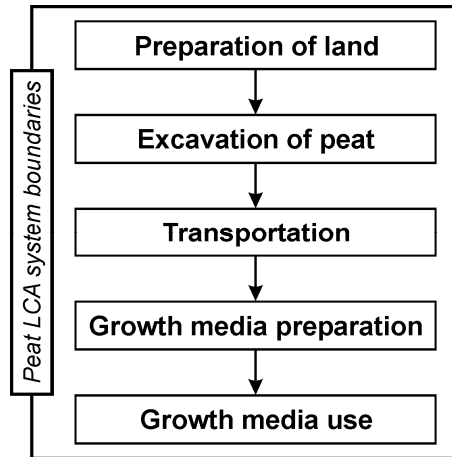 Peat LCA system boundaries
Preparation of land
Excavation of peat
Transportation
Growth media preparation
Growth media use